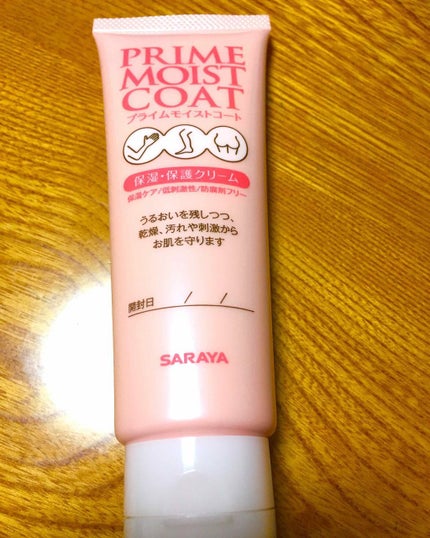 PRIME
MOIST
COAT
プライムモイストコート
保湿・保護クリーム
保湿ケア/低刺激性/防腐剤フリー
うるおいを残しつつ、
乾燥、汚れや刺激から
お肌を守ります
開封日 / /
SARAYA